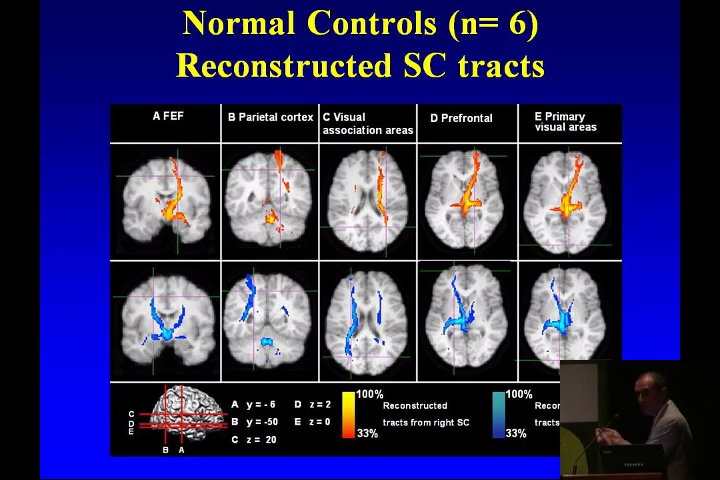 Normal Controls (n= 6)
Reconstructed SC tracts
A FEF
B Parietal cortex
C Visual
association areas
D Prefrontal
E Primary
visual areas
C
D
E
B A
A y = - 6
B y = -50
C z = 20
D z = 2
E z = 0
100%
33%
Reconstructed
tracts from right SC
100%
33%
tracts